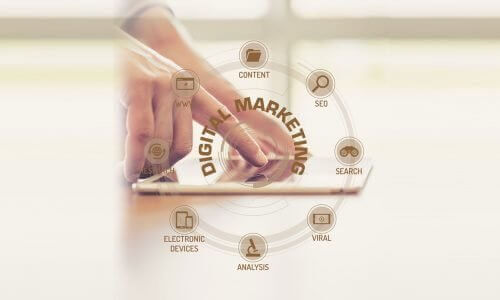 CONTENT
WWW
SEO
DIGITAL MARKETING
SEARCH
ELECTRONIC
DEVICES
VIRAL
ANALYSIS